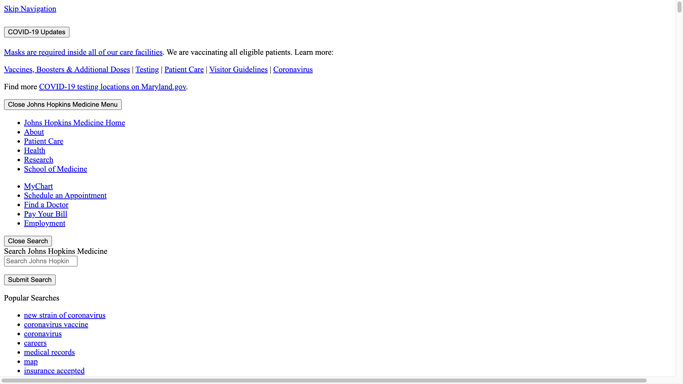 Skip Navigation
COVID-19 Updates
Masks are required inside all of our care facilities. We are vaccinating all eligible patients. Learn more:
Vaccines, Boosters & Additional Doses | Testing | Patient Care | Visitor Guidelines | Coronavirus
Find more COVID-19 testing locations on Maryland.gov.
Close Johns Hopkins Medicine Menu
Johns Hopkins Medicine Home
About
Patient Care
Health
Research
School of Medicine
MyChart
Schedule an Appointment
Find a Doctor
Pay Your Bill
Employment
Close Search
Search Johns Hopkins Medicine
Search Johns Hopkin
Submit Search
Popular Searches
new strain of coronavirus
coronavirus vaccine
coronavirus
careers
medical records
map
insurance accepted